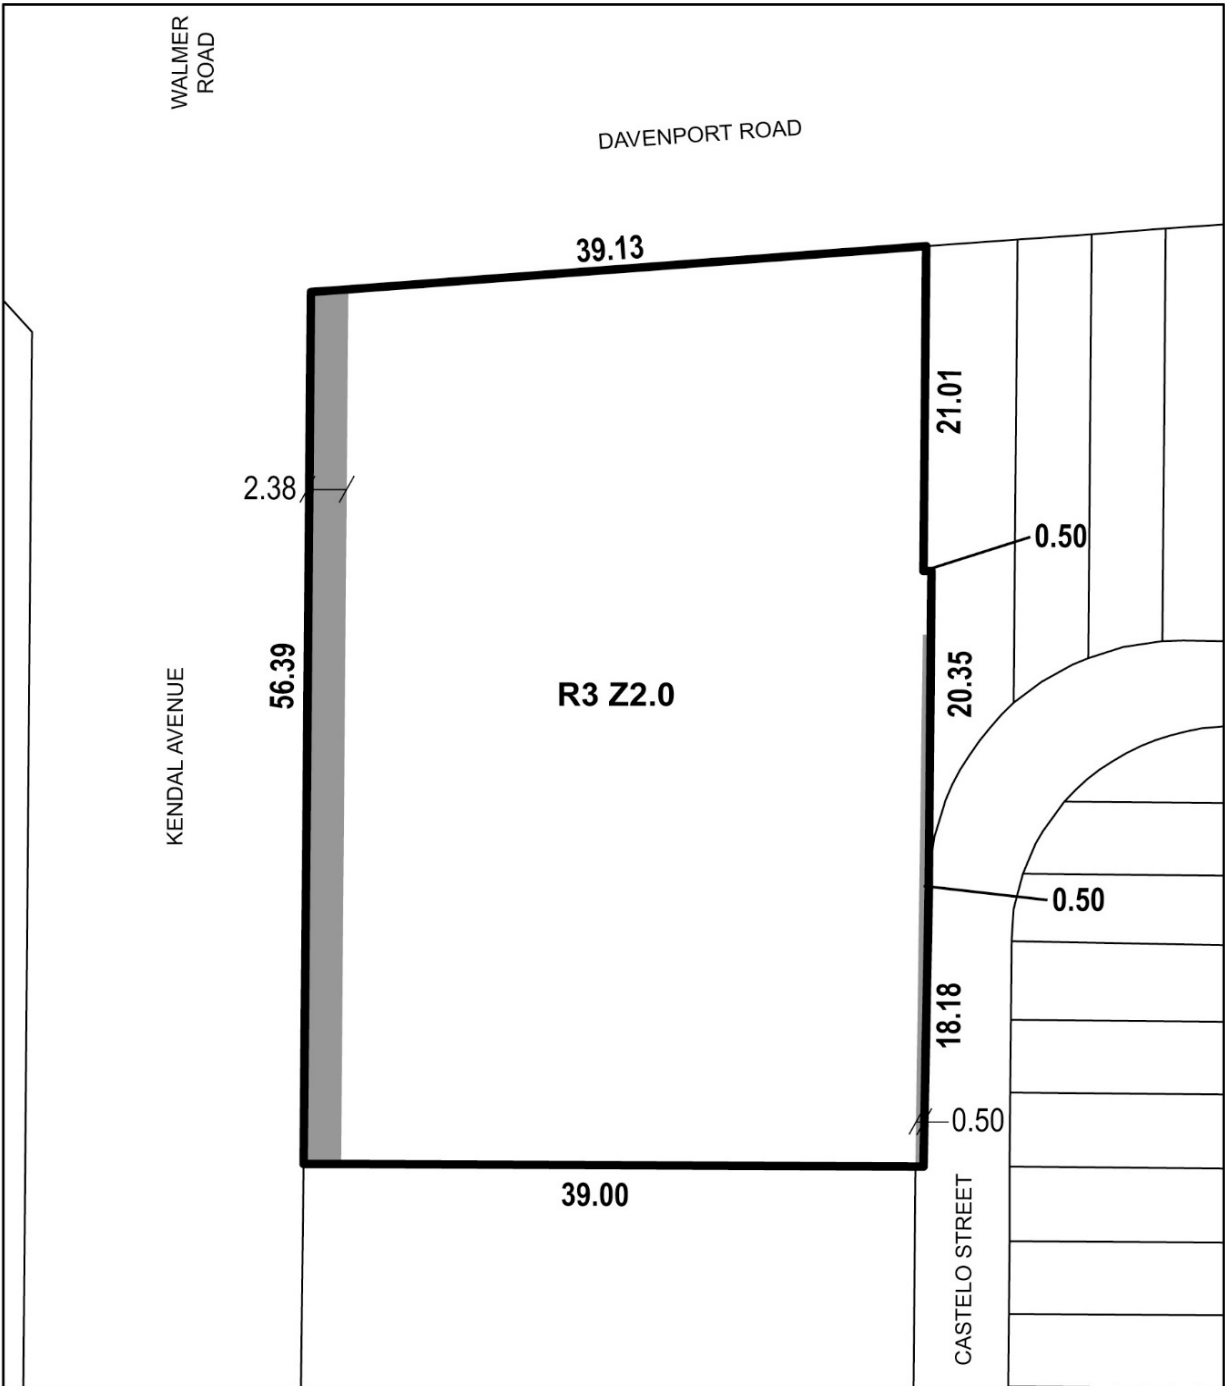 WALMER
ROAD
DAVENPORT ROAD
39.13
21.01
2.38
0.50
56.39
20.35
R3 Z2.0
KENDAL AVENUE
0.50
18.18
0.50
39.00
CASTELO STREET